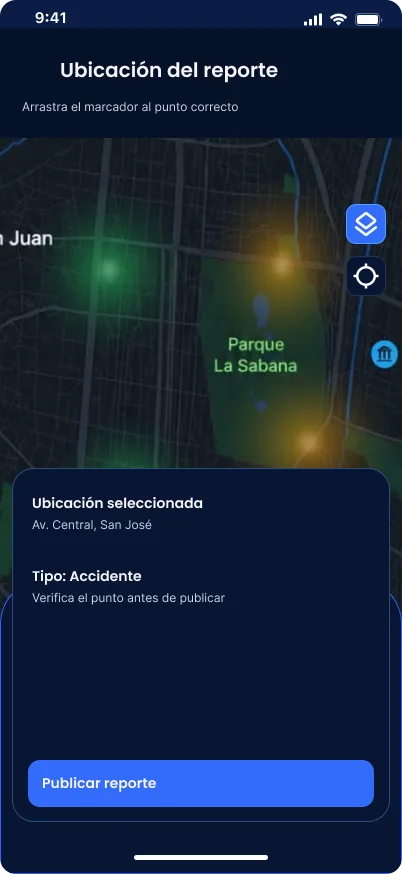 9:41
Ubicación del reporte
Arrastra el marcador al punto correcto
Juan
Parque
La Sabana
Ubicación seleccionada
Av. Central, San José
Tipo: Accidente
Verifica el punto antes de publicar
Publicar reporte